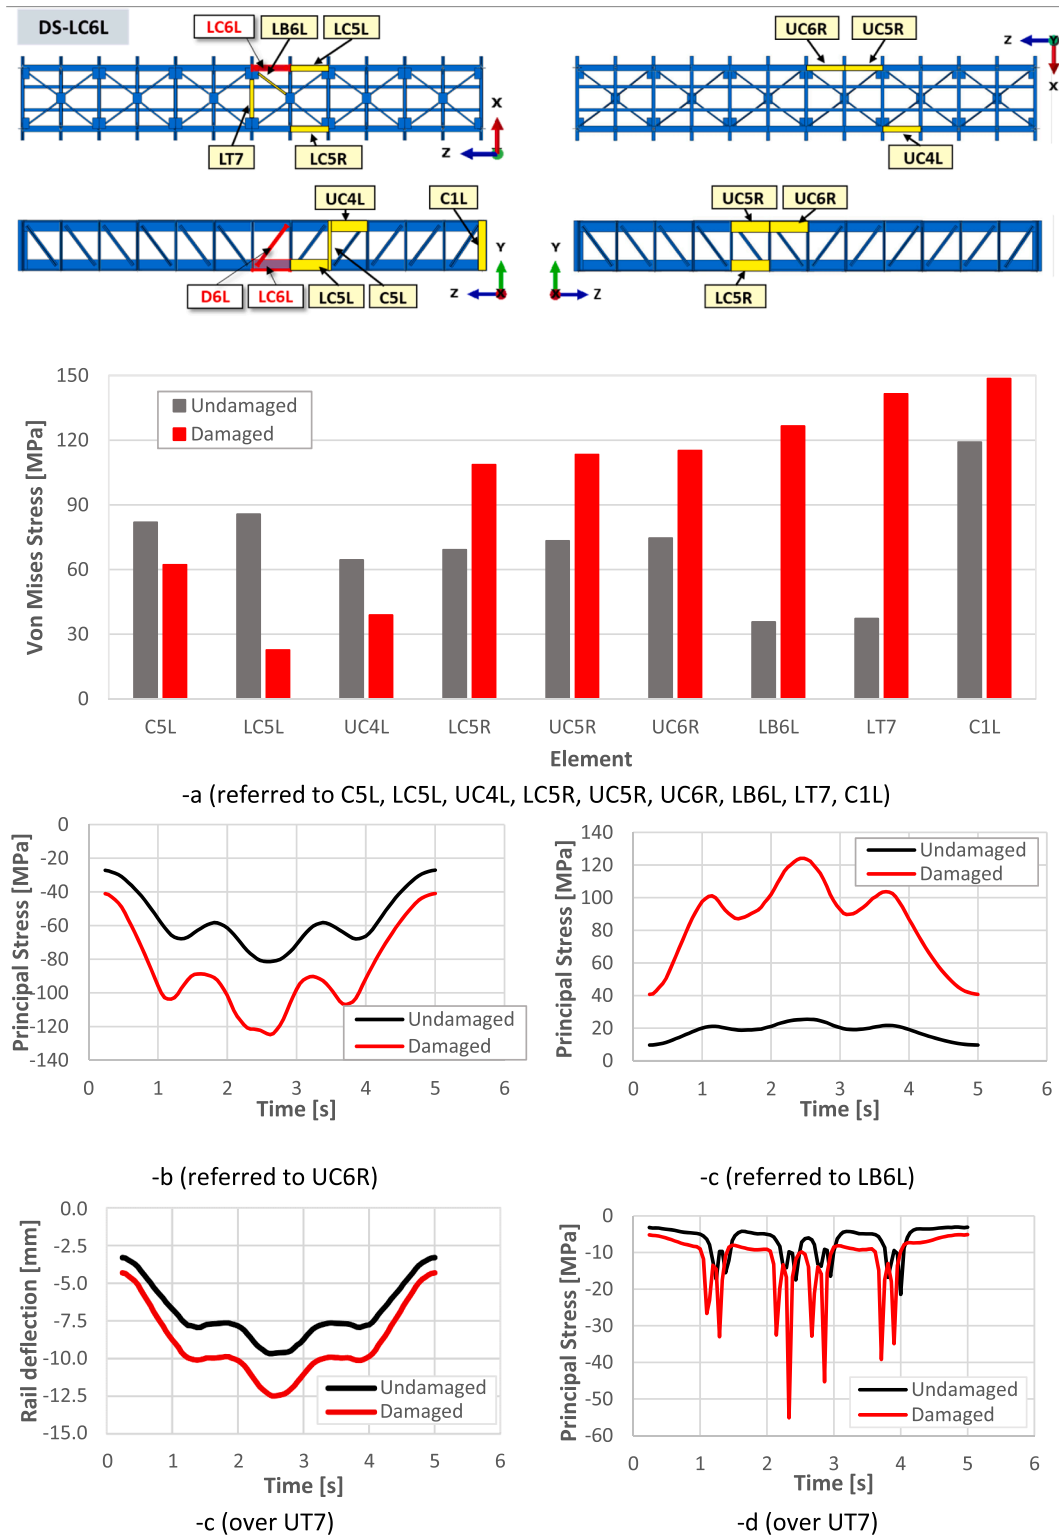 DS-LC6L
LC6L LB6L LC5L
LT7 LC5R
X
Z
UC6R UC5R
UC4L
Z Y
X
UC4L C1L
D6L LC6L LC5L C5L
Y
Z X
UC5R UC6R
LC5R
Y
X Z
Von Mises Stress [MPa]
150
120
90
60
30
0
Undamaged
Damaged
C5L LC5L UC4L LC5R UC5R UC6R LB6L LT7 C1L
Element
-a (referred to C5L, LC5L, UC4L, LC5R, UC5R, UC6R, LB6L, LT7, C1L)
Principal Stress [MPa]
0
-20
-40
-60
-80
-100
-120
-140
Undamaged
Damaged
0 1 2 3 4 5 6
Time [s]
-b (referred to UC6R)
Principal Stress [MPa]
140
120
100
80
60
40
20
0
Undamaged
Damaged
0 1 2 3 4 5 6
Time [s]
-c (referred to LB6L)
Rail deflection [mm]
0.0
-2.5
-5.0
-7.5
-10.0
-12.5
-15.0
Undamaged
Damaged
0 1 2 3 4 5 6
Time [s]
-c (over UT7)
Principal Stress [MPa]
0
-10
-20
-30
-40
-50
-60
Undamaged
Damaged
0 1 2 3 4 5 6
Time [s]
-d (over UT7)